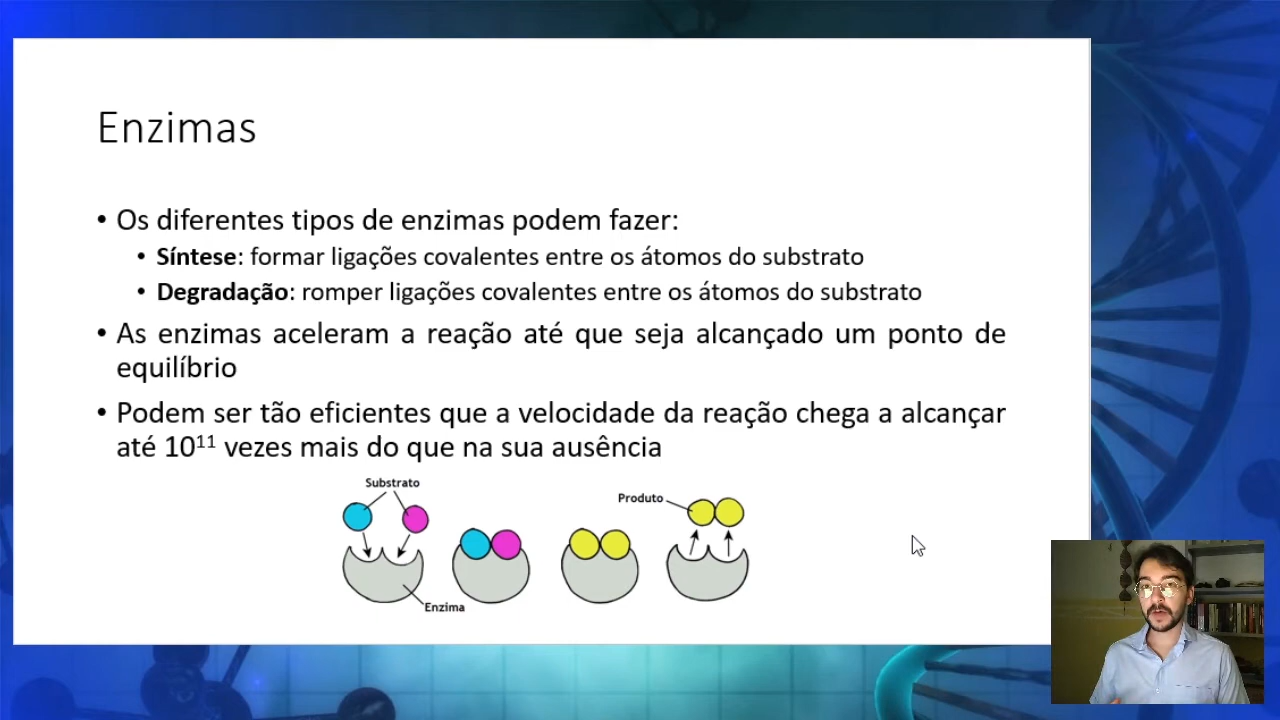 Enzimas
• Os diferentes tipos de enzimas podem fazer:
• Síntese: formar ligações covalentes entre os átomos do substrato
• Degradação: romper ligações covalentes entre os átomos do substrato
• As enzimas aceleram a reação até que seja alcançado um ponto de
equilíbrio
• Podem ser tão eficientes que a velocidade da reação chega a alcançar
até 10¹¹ vezes mais do que na sua ausência
Substrato
Produto
Enzima